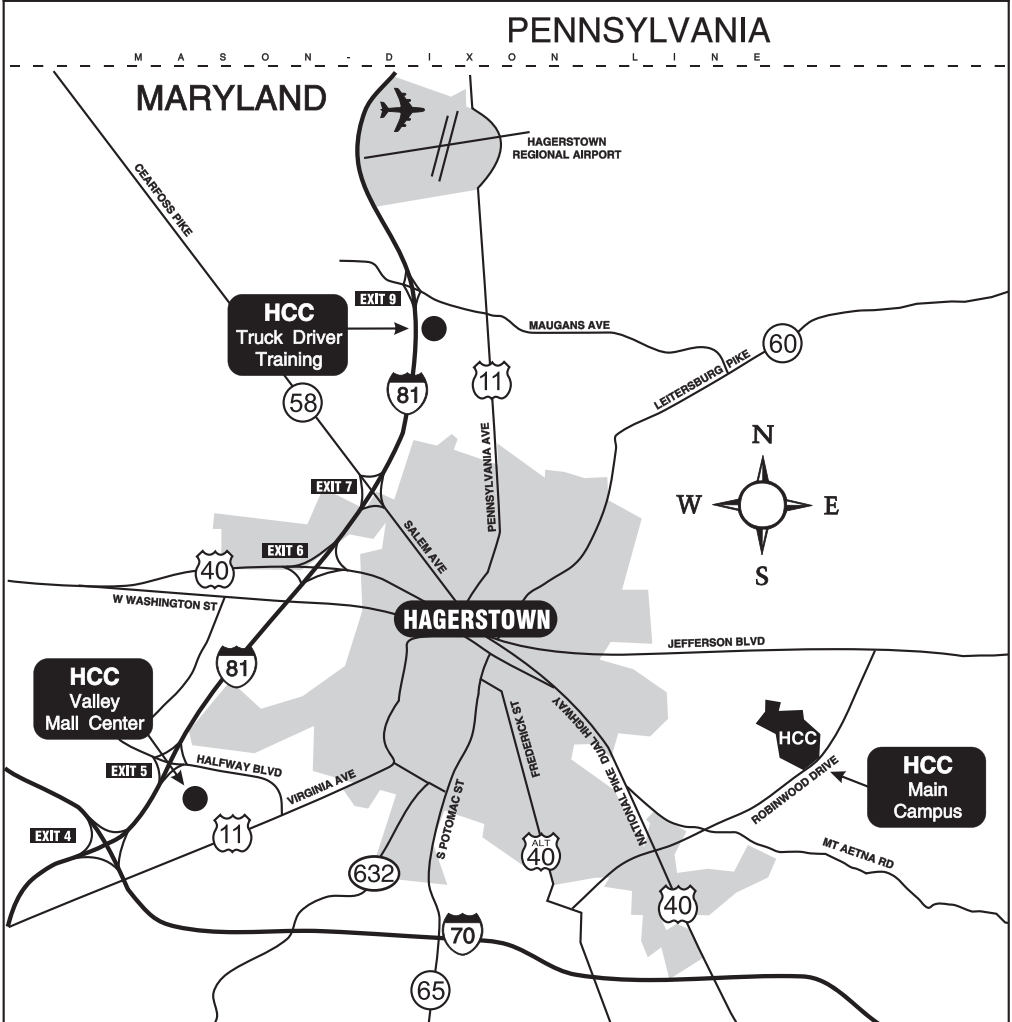 PENNSYLVANIA
MASON-DIXON LINE
MARYLAND
HAGERSTOWN
REGIONAL AIRPORT
CEARFOSS PIKE
EXIT 9
HCC
Truck Driver
Training
MAUGANS AVE
60
LEITERSBURG PIKE
81
11
58
PENNSYLVANIA AVE
N
W
E
S
EXIT 7
SALEM AVE
EXIT 6
40
W WASHINGTON ST
HAGERSTOWN
JEFFERSON BLVD
81
HCC
Valley
Mall Center
HCC
HALFWAY BLVD
EXIT 5
VIRGINIA AVE
FREDERICK ST
NATIONAL PIKE DUAL HIGHWAY
ROBINWOOD DRIVE
HCC
Main
Campus
EXIT 4
11
S POTOMAC ST
ALT
40
MT AETNA RD
632
40
70
65